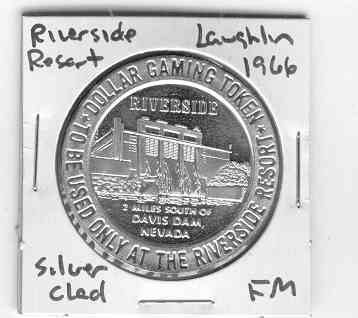 Riverside Laughlin
Resort 1966
* DOLLAR GAMING TOKEN *
RIVERSIDE
2 MILES SOUTH OF
DAVIS DAM,
NEVADA
TO BE USED ONLY AT THE RIVERSIDE RESORT
Silver
Clad FM